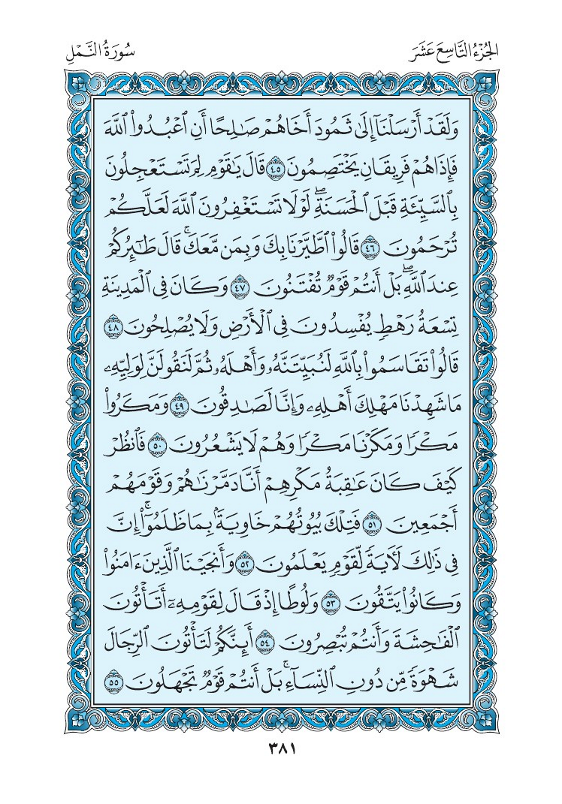 الجُزْءُ التَّاسِعَ عَشَرَ
سُورَةُ النَّمْلِ
وَلَقَدْ أَرْسَلْنَآ إِلَىٰ ثَمُودَ أَخَاهُمْ صَـٰلِحًا أَنِ ٱعْبُدُوا۟ ٱللَّهَ
فَإِذَا هُمْ فَرِيقَانِ يَخْتَصِمُونَ ٤٥ قَالَ يَـٰقَوْمِ لِمَ تَسْتَعْجِلُونَ
بِٱلسَّيِّئَةِ قَبْلَ ٱلْحَسَنَةِ ۖ لَوْلَا تَسْتَغْفِرُونَ ٱللَّهَ لَعَلَّكُمْ
تُرْحَمُونَ ٤٦ قَالُوا۟ ٱطَّيَّرْنَا بِكَ وَبِمَن مَّعَكَ ۚ قَالَ طَـٰٓئِرُكُمْ
عِندَ ٱللَّهِ ۖ بَلْ أَنتُمْ قَوْمٌ تُفْتَنُونَ ٤٧ وَكَانَ فِى ٱلْمَدِينَةِ
تِسْعَةُ رَهْطٍ يُفْسِدُونَ فِى ٱلْأَرْضِ وَلَا يُصْلِحُونَ ٤٨
قَالُوا۟ تَقَاسَمُوا۟ بِٱللَّهِ لَنُبَيِّتَنَّهُۥ وَأَهْلَهُۥ ثُمَّ لَنَقُولَنَّ لِوَلِيِّهِۦ
مَا شَهِدْنَا مَهْلِكَ أَهْلِهِۦ وَإِنَّا لَصَـٰدِقُونَ ٤٩ وَمَكَرُوا۟
مَكْرًا وَمَكَرْنَا مَكْرًا وَهُمْ لَا يَشْعُرُونَ ٥٠ فَٱنظُرْ
كَيْفَ كَانَ عَـٰقِبَةُ مَكْرِهِمْ أَنَّا دَمَّرْنَـٰهُمْ وَقَوْمَهُمْ
أَجْمَعِينَ ٥١ فَتِلْكَ بُيُوتُهُمْ خَاوِيَةًۢ بِمَا ظَلَمُوٓا۟ ۗ إِنَّ
فِى ذَٰلِكَ لَـَٔايَةً لِّقَوْمٍ يَعْلَمُونَ ٥٢ وَأَنجَيْنَا ٱلَّذِينَ ءَامَنُوا۟
وَكَانُوا۟ يَتَّقُونَ ٥٣ وَلُوطًا إِذْ قَالَ لِقَوْمِهِۦٓ أَتَأْتُونَ
ٱلْفَـٰحِشَةَ وَأَنتُمْ تُبْصِرُونَ ٥٤ أَئِنَّكُمْ لَتَأْتُونَ ٱلرِّجَالَ
شَهْوَةً مِّن دُونِ ٱلنِّسَآءِ ۚ بَلْ أَنتُمْ قَوْمٌ تَجْهَلُونَ ٥٥
٣٨١